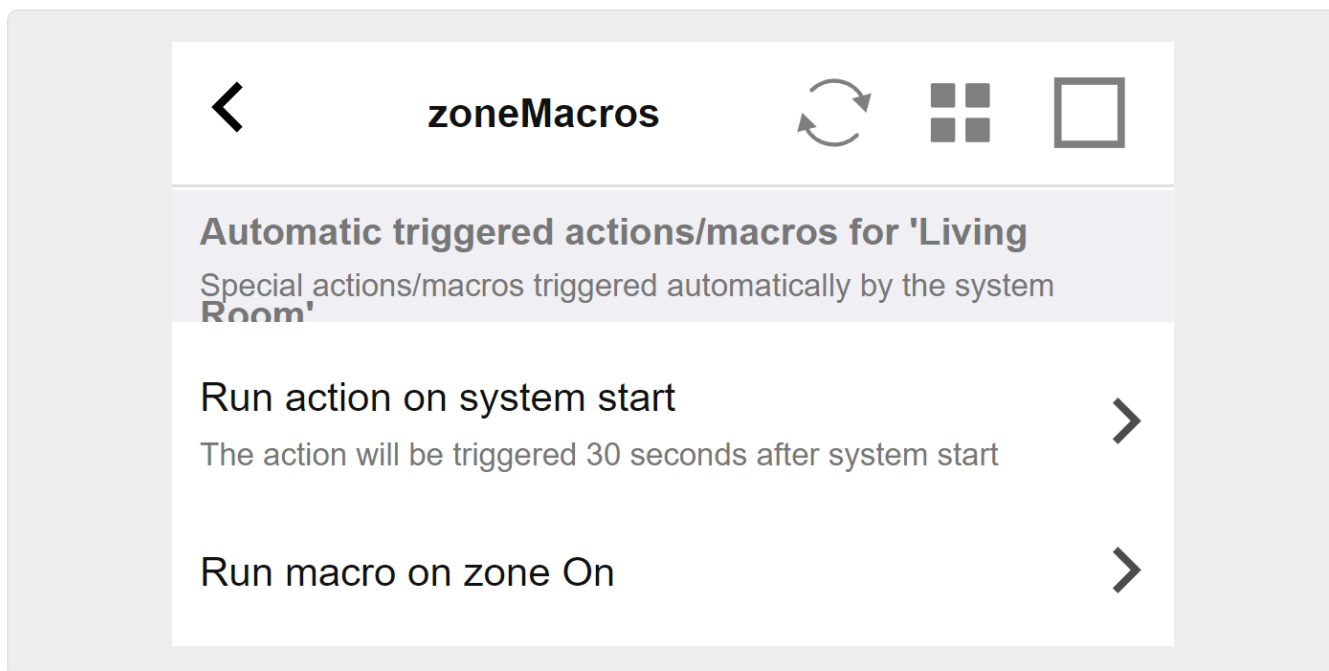 zoneMacros
Automatic triggered actions/macros for 'Living
Room'
Special actions/macros triggered automatically by the system
Run action on system start
The action will be triggered 30 seconds after system start
Run macro on zone On